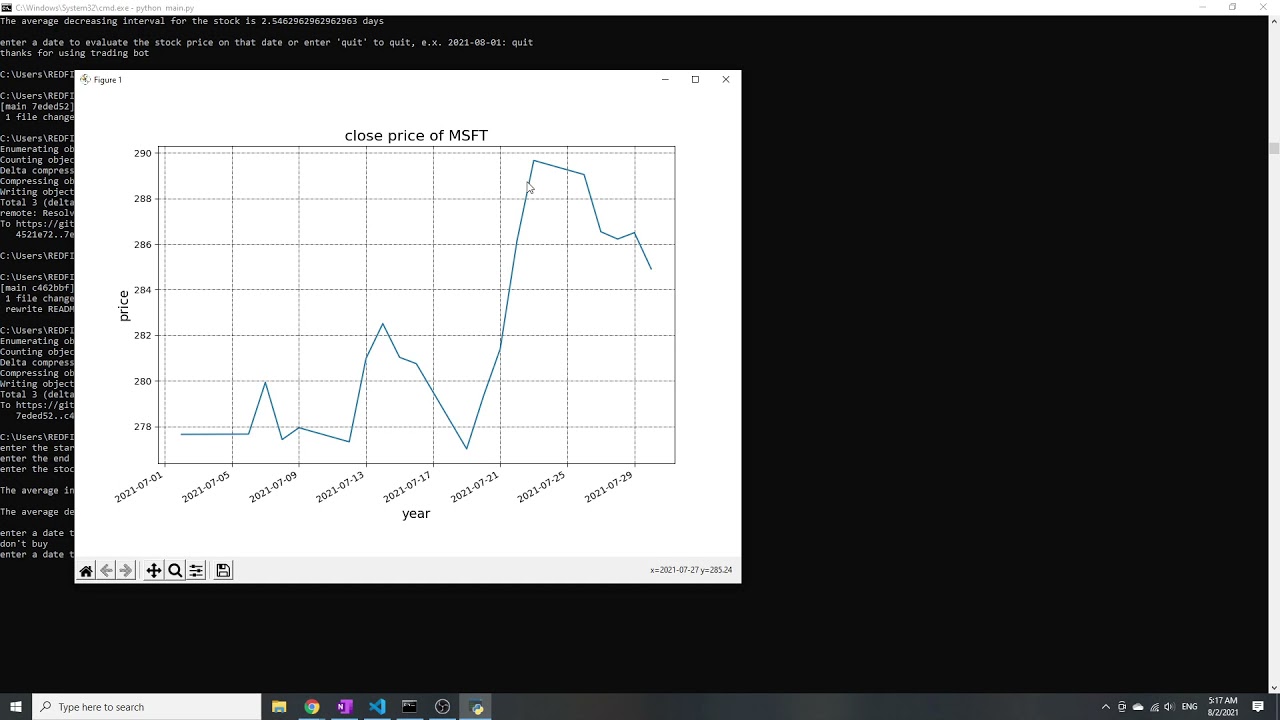 C:\Windows\System32\cmd.exe - python main.py
The average decreasing interval for the stock is 2.5462962962962963 days
enter a date to evaluate the stock price on that date or enter 'quit' to quit, e.x. 2021-08-01: quit
thanks for using trading bot
C:\Users\REDFI
C:\Users\REDFI
[main 7eded52]
1 file change
C:\Users\REDFI
Enumerating ob
Counting objec
Delta compress
Compressing ob
Writing object
Total 3 (delta
remote: Resolv
To https://git
4521e72..7e
C:\Users\REDFI
C:\Users\REDFI
[main c462bbf]
1 file change
rewrite READM
C:\Users\REDFI
Enumerating ob
Counting objec
Delta compress
Compressing ob
Writing object
Total 3 (delta
To https://git
7eded52..c4
C:\Users\REDFI
enter the star
enter the end
enter the stoc
The average in
The average de
enter a date t
don't buy
enter a date t
Figure 1
close price of MSFT
290
288
286
284
282
280
278
price
2021-07-01
2021-07-05
2021-07-09
2021-07-13
2021-07-17
2021-07-21
2021-07-25
2021-07-29
year
x=2021-07-27 y=285.24
Type here to search
ENG
5:17 AM
8/2/2021